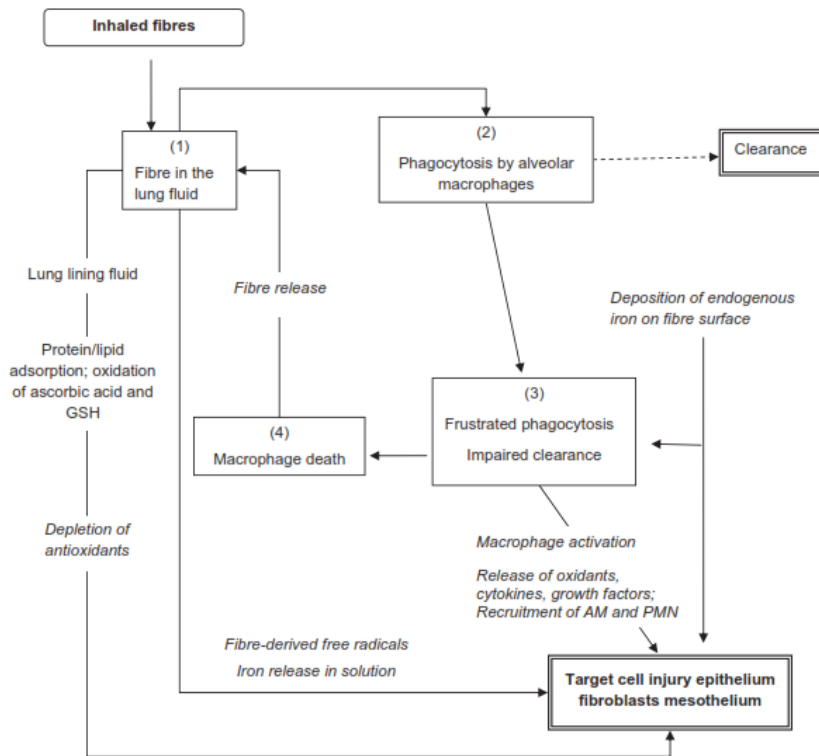 Inhaled fibres
(1)
Fibre in the
lung fluid
(2)
Phagocytosis by alveolar
macrophages
Clearance
Lung lining fluid
Fibre release
Deposition of endogenous
iron on fibre surface
Protein/lipid
adsorption; oxidation
of ascorbic acid and
GSH
(3)
Frustrated phagocytosis
Impaired clearance
(4)
Macrophage death
Depletion of
antioxidants
Macrophage activation
Release of oxidants,
cytokines, growth factors;
Recruitment of AM and PMN
Fibre-derived free radicals
Iron release in solution
Target cell injury epithelium
fibroblasts mesothelium